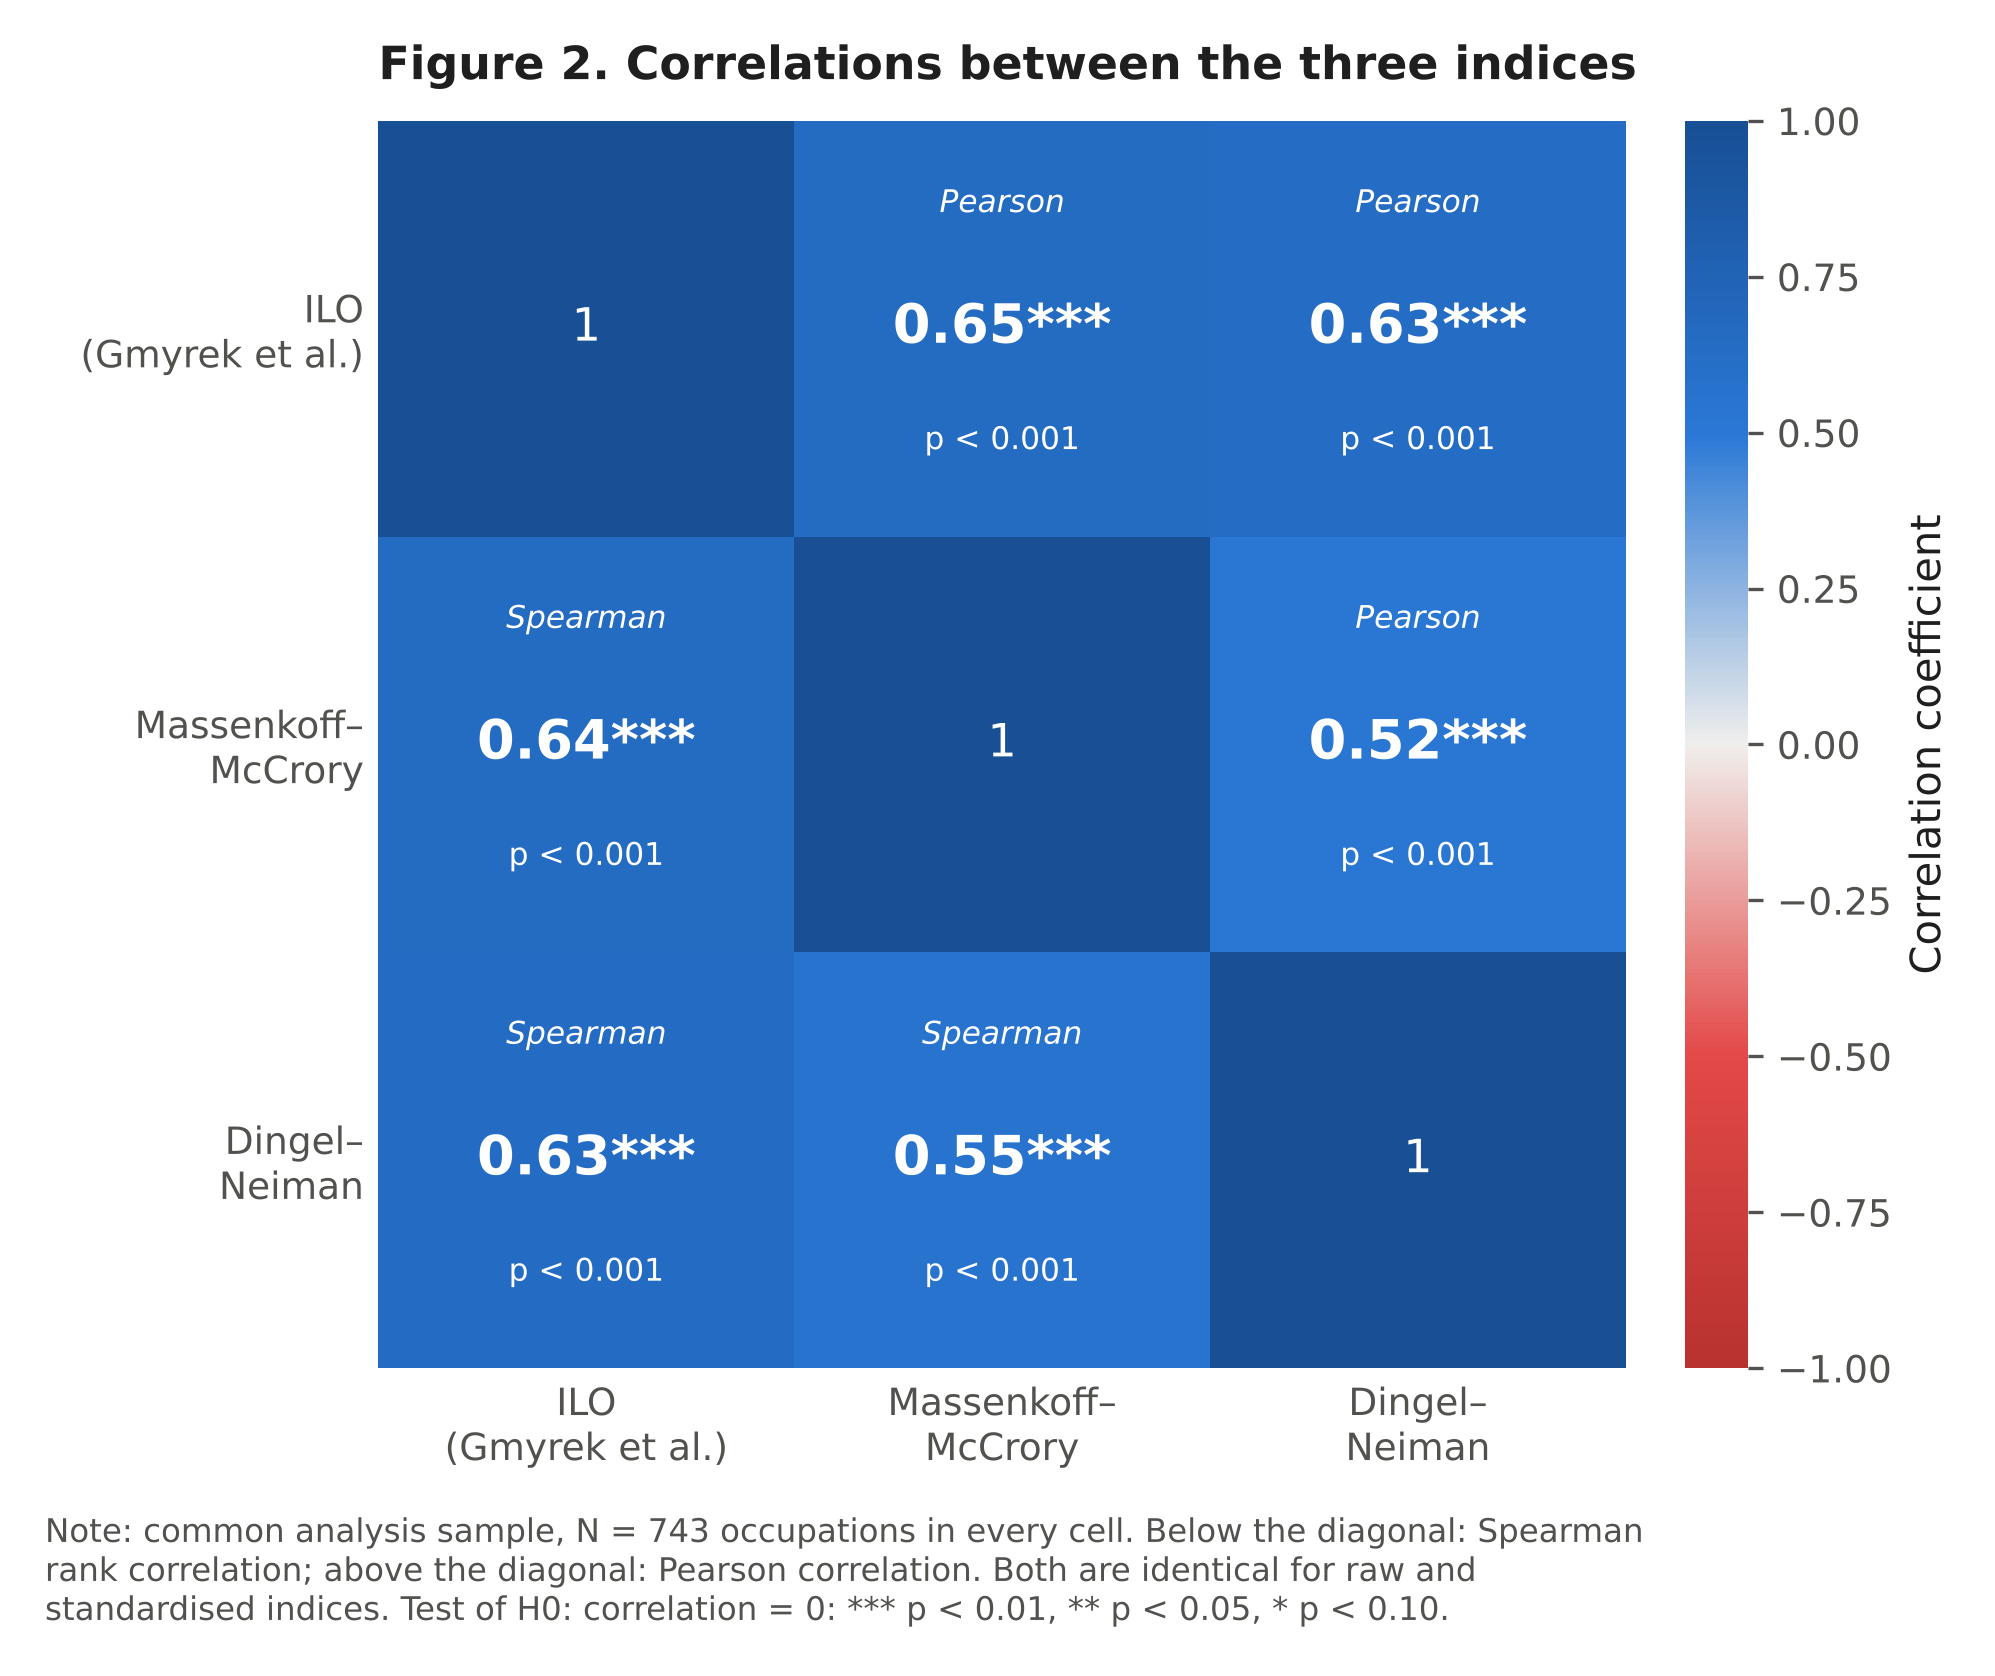 Figure 2. Correlations between the three indices
ILO
(Gmyrek et al.)
1
Pearson
0.65***
p < 0.001
Pearson
0.63***
p < 0.001
Massenkoff–
McCrory
Spearman
0.64***
p < 0.001
1
Pearson
0.52***
p < 0.001
Dingel–
Neiman
Spearman
0.63***
p < 0.001
Spearman
0.55***
p < 0.001
1
ILO
(Gmyrek et al.)
Massenkoff–
McCrory
Dingel–
Neiman
1.00
0.75
0.50
0.25
0.00
−0.25
−0.50
−0.75
−1.00
Correlation coefficient
Note: common analysis sample, N = 743 occupations in every cell. Below the diagonal: Spearman
rank correlation; above the diagonal: Pearson correlation. Both are identical for raw and
standardised indices. Test of H0: correlation = 0: *** p < 0.01, ** p < 0.05, * p < 0.10.